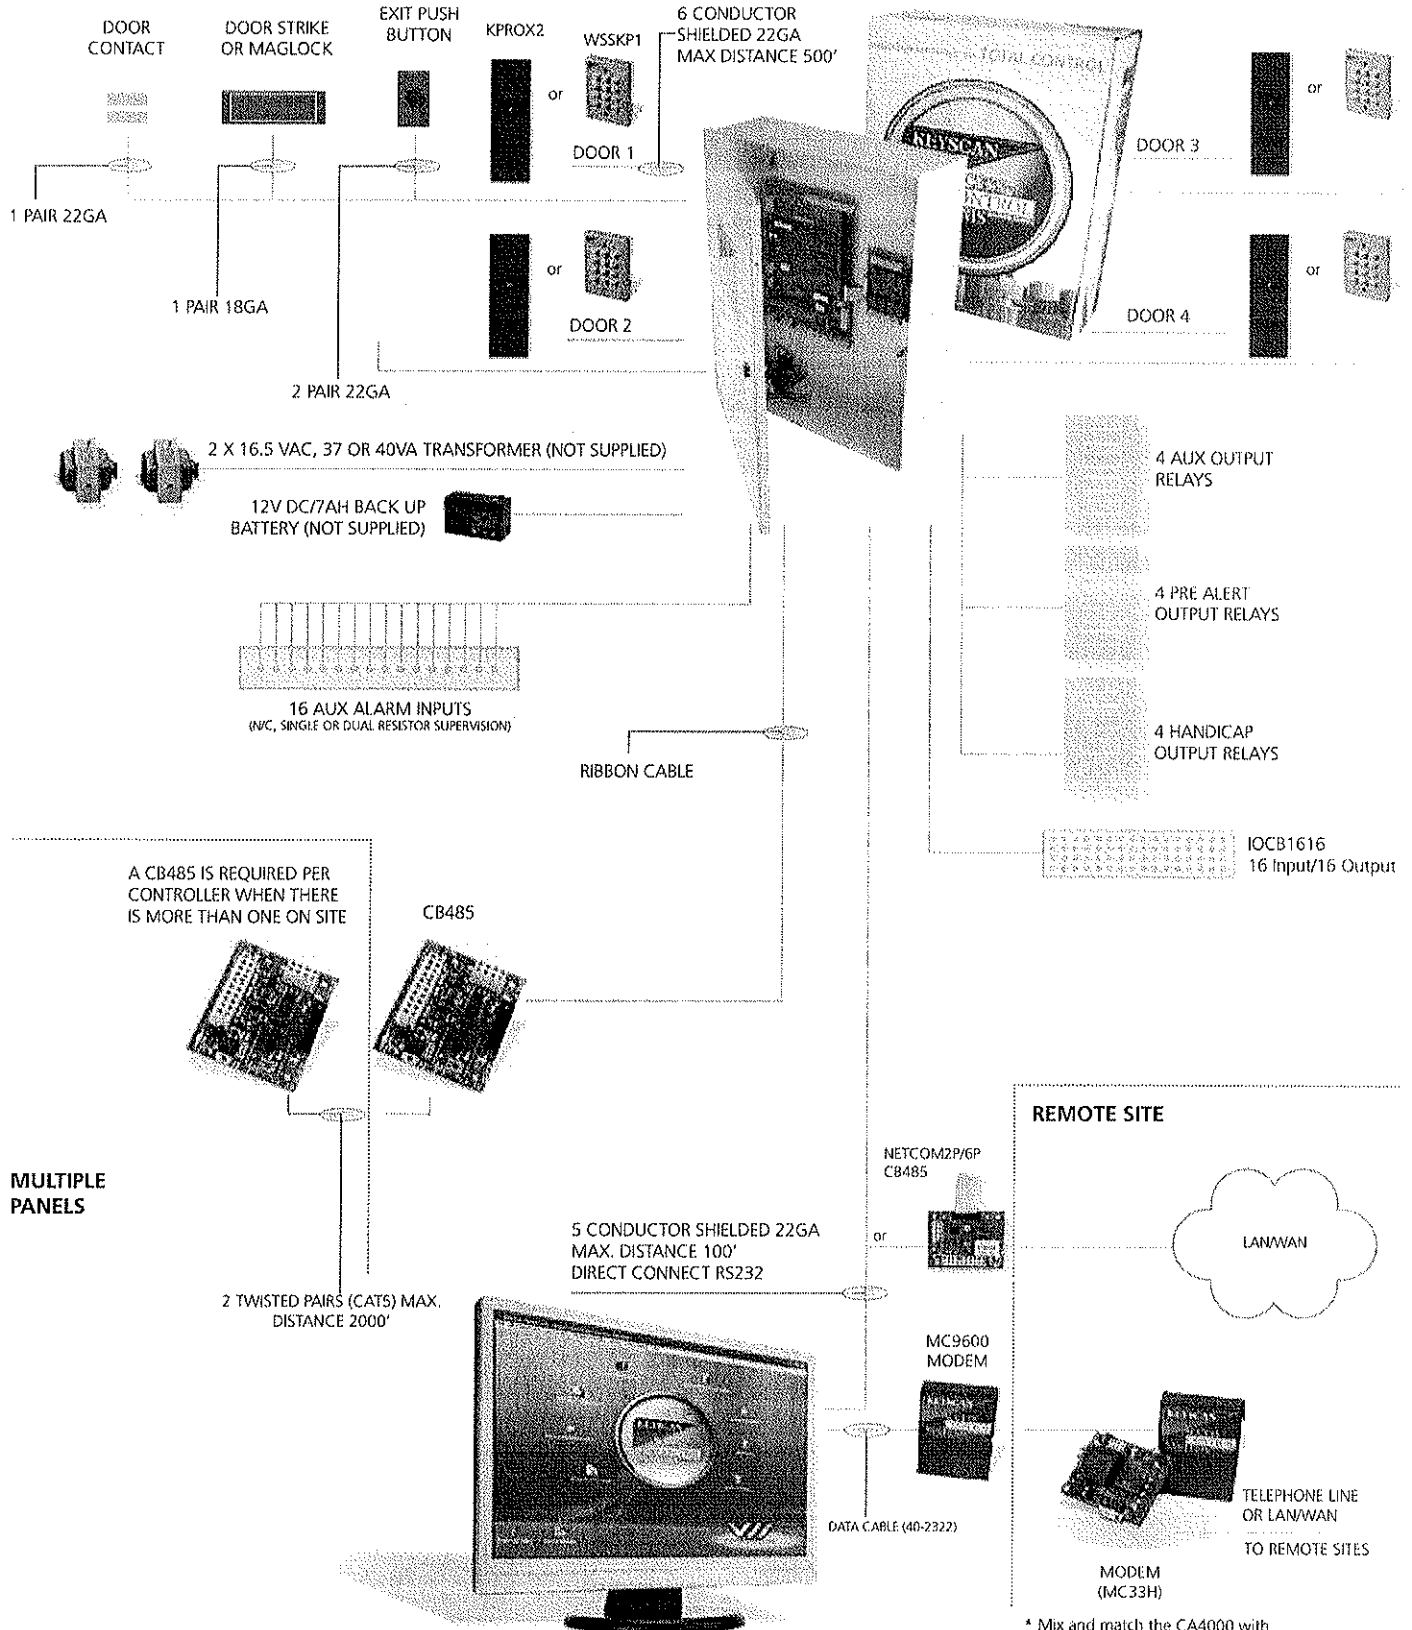 DOOR
CONTACT
DOOR STRIKE
OR MAGLOCK
EXIT PUSH
BUTTON
KPROX2
WSSKP1
6 CONDUCTOR
SHIELDED 22GA
MAX DISTANCE 500'
TOTAL CONTROL
KEYSCAN
or
or
DOOR 1
DOOR 3
1 PAIR 22GA
or
or
1 PAIR 18GA
DOOR 2
DOOR 4
2 PAIR 22GA
2 X 16.5 VAC, 37 OR 40VA TRANSFORMER (NOT SUPPLIED)
12V DC/7AH BACK UP
BATTERY (NOT SUPPLIED)
4 AUX OUTPUT
RELAYS
4 PRE ALERT
OUTPUT RELAYS
16 AUX ALARM INPUTS
(N/C, SINGLE OR DUAL RESISTOR SUPERVISION)
4 HANDICAP
OUTPUT RELAYS
RIBBON CABLE
IOCB1616
16 Input/16 Output
A CB485 IS REQUIRED PER
CONTROLLER WHEN THERE
IS MORE THAN ONE ON SITE
CB485
REMOTE SITE
NETCOM2P/6P
CB485
MULTIPLE
PANELS
5 CONDUCTOR SHIELDED 22GA
MAX. DISTANCE 100'
DIRECT CONNECT RS232
or
LAN/WAN
2 TWISTED PAIRS (CAT5) MAX.
DISTANCE 2000'
MC9600
MODEM
KEYSCAN
KEYSCAN
KEYSCAN
TELEPHONE LINE
OR LAN/WAN
TO REMOTE SITES
DATA CABLE (40-2322)
MODEM
(MC33H)
* Mix and match the CA4000 with